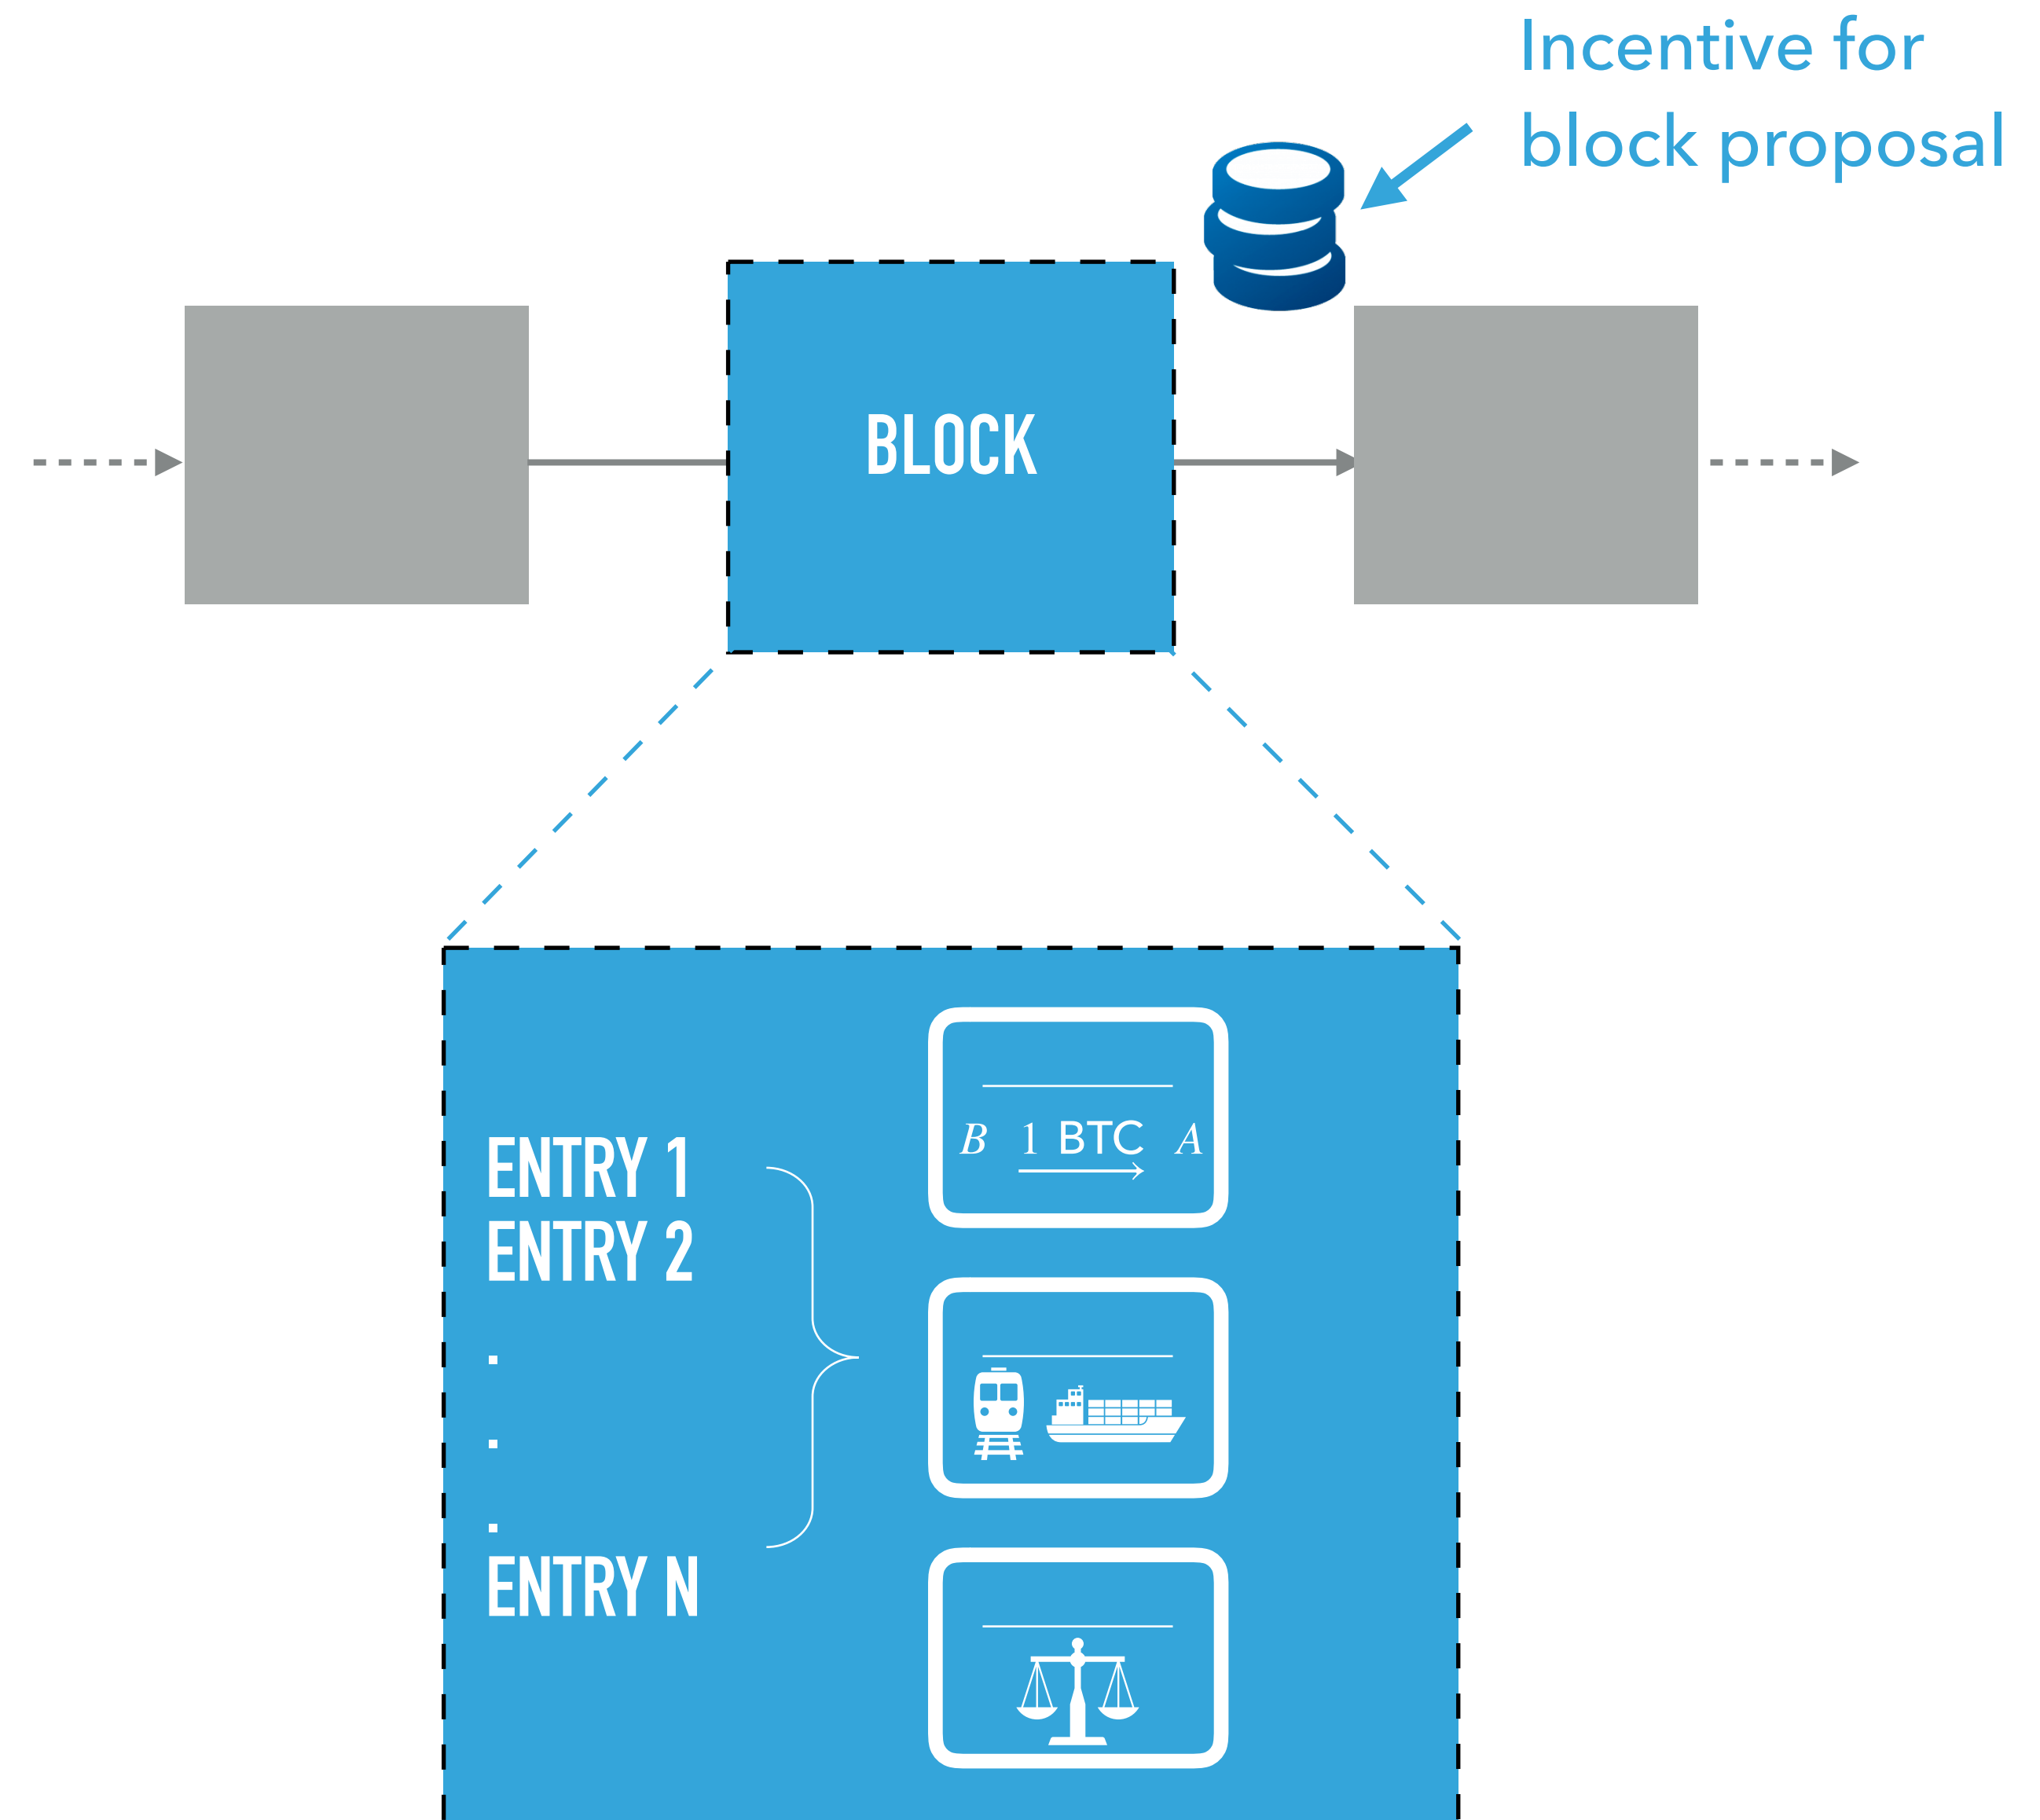 Incentive for
block proposal
BLOCK
ENTRY 1
ENTRY 2
.
.
.
ENTRY N
B 1 BTC A